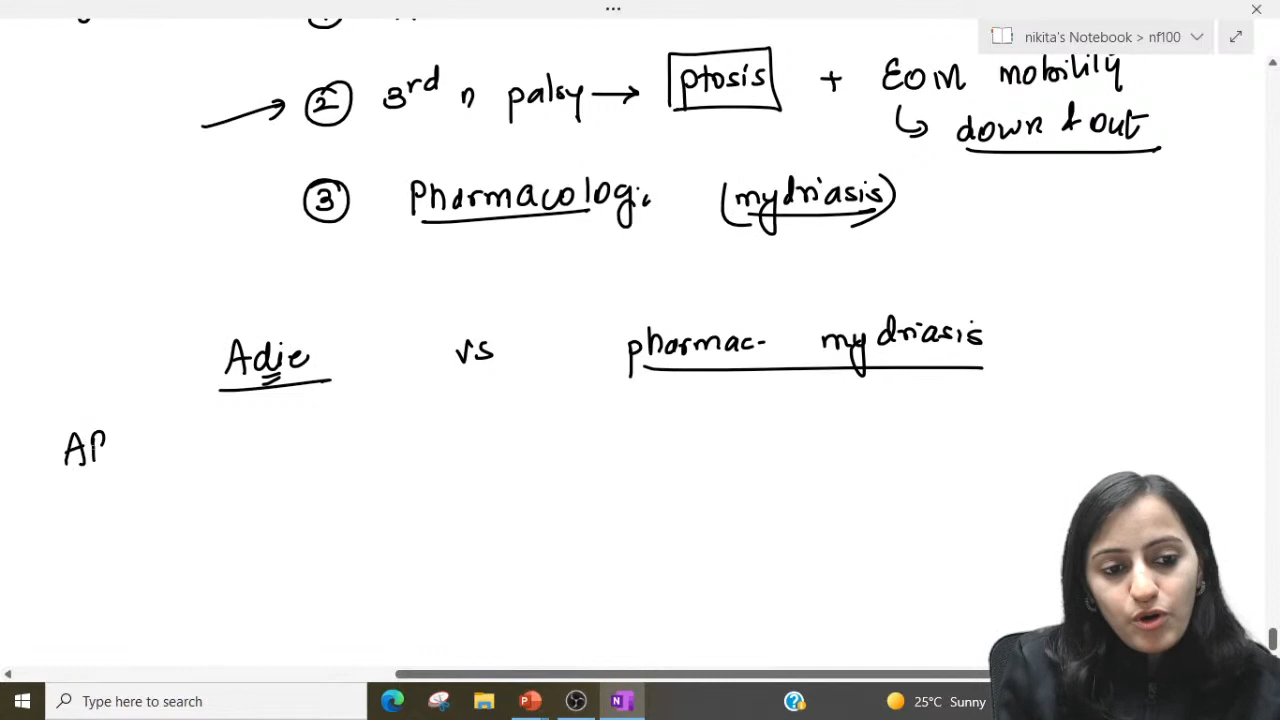 nikita's Notebook > nf100
② 3rd n palsy → ptosis + EOM mobility
↳ down & out
③ Pharmacologic (mydriasis)
Adie vs pharmac- mydriasis
AP
Type here to search
25°C Sunny